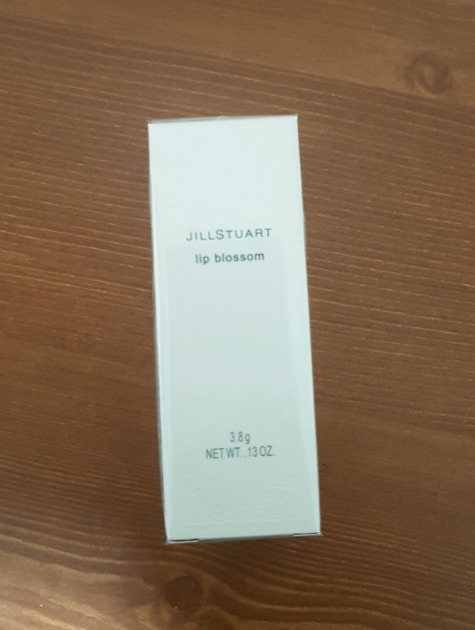 JILLSTUART
lip blossom
3.8g
NET WT. .13 OZ.